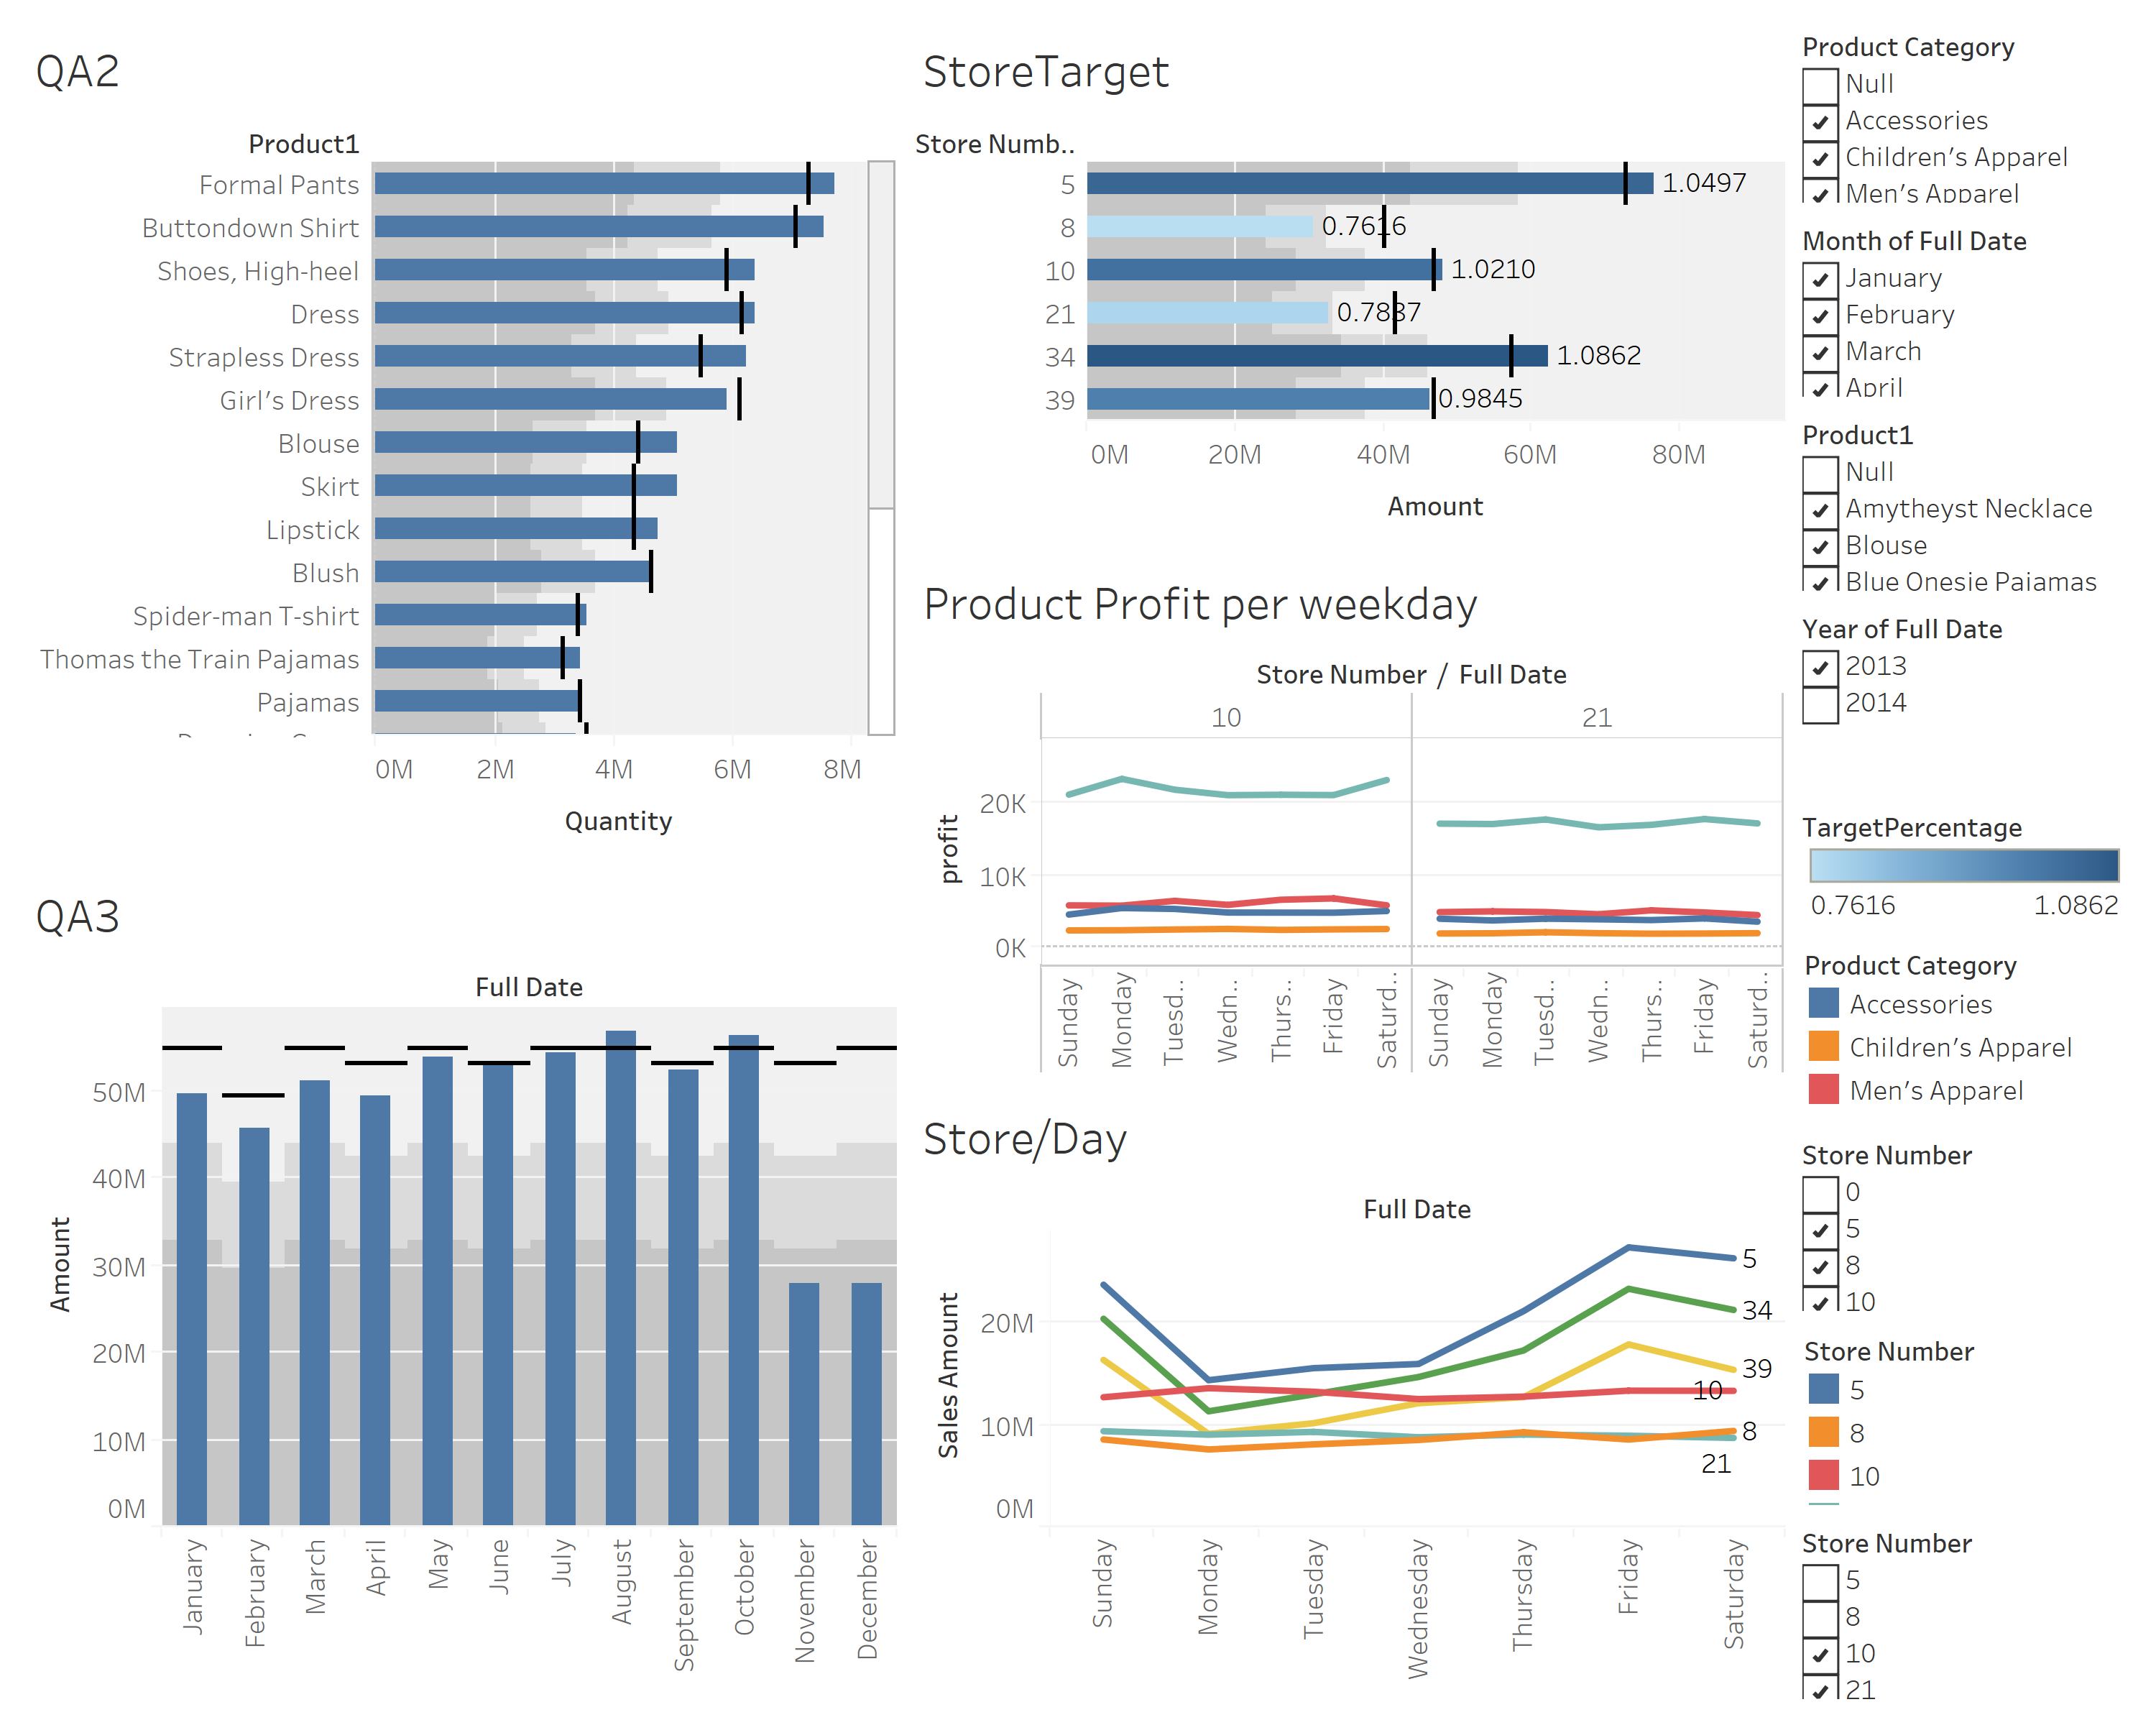 QA2
Product1
Formal Pants
Buttondown Shirt
Shoes, High-heel
Dress
Strapless Dress
Girl's Dress
Blouse
Skirt
Lipstick
Blush
Spider-man T-shirt
Thomas the Train Pajamas
Pajamas
0M 2M 4M 6M 8M
Quantity
QA3
Full Date
Amount
50M
40M
30M
20M
10M
0M
January February March April May June July August September October November December
StoreTarget
Store Numb..
5 1.0497
8 0.7616
10 1.0210
21 0.7887
34 1.0862
39 0.9845
0M 20M 40M 60M 80M
Amount
Product Profit per weekday
Store Number / Full Date
10 21
profit
20K
10K
0K
Sunday Monday Tuesd.. Wedn.. Thurs.. Friday Saturd.. Sunday Monday Tuesd.. Wedn.. Thurs.. Friday Saturd..
Store/Day
Full Date
Sales Amount
20M
10M
0M
5
34
39
10
8
21
Sunday Monday Tuesday Wednesday Thursday Friday Saturday
Product Category
Null
Accessories
Children's Apparel
Men's Apparel
Month of Full Date
January
February
March
April
Product1
Null
Amytheyst Necklace
Blouse
Blue Onesie Pajamas
Year of Full Date
2013
2014
TargetPercentage
0.7616 1.0862
Product Category
Accessories
Children's Apparel
Men's Apparel
Store Number
0
5
8
10
Store Number
5
8
10
Store Number
5
8
10
21